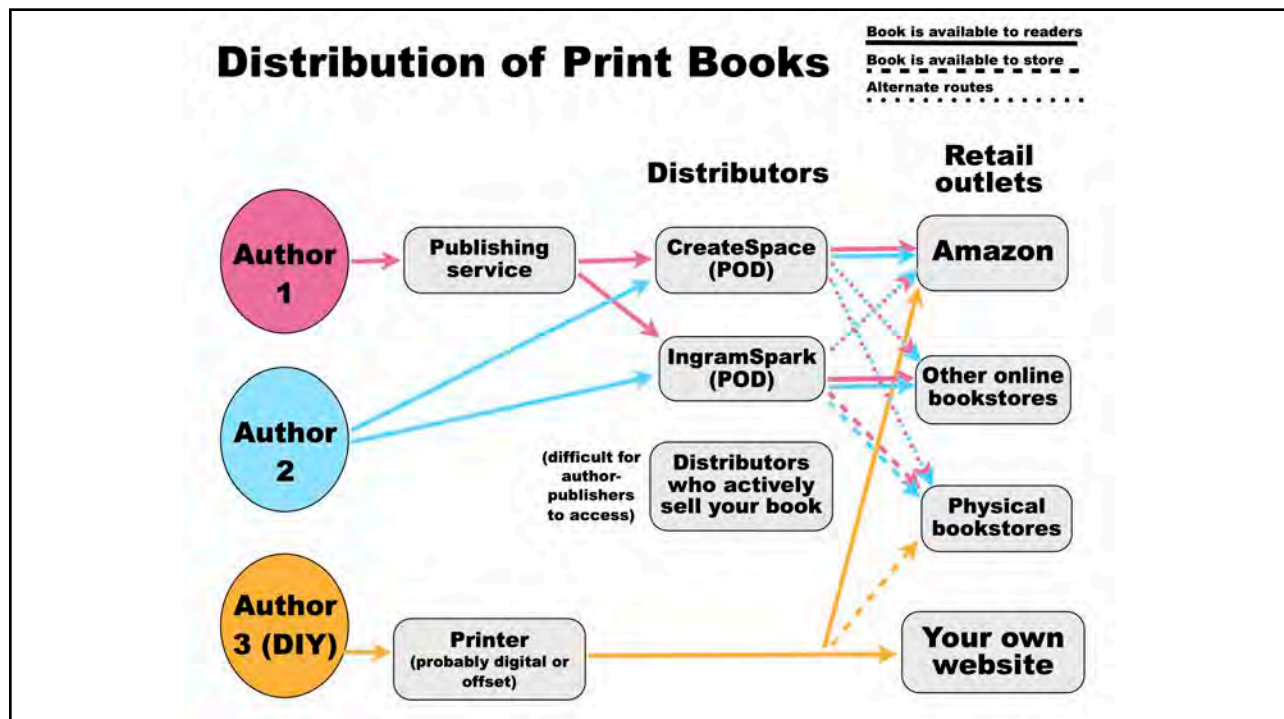 Distribution of Print Books
Book is available to readers
Book is available to store
Alternate routes
Distributors
Retail
outlets
Author
1
Publishing
service
CreateSpace
(POD)
Amazon
IngramSpark
(POD)
Other online
bookstores
Author
2
(difficult for
author-
publishers
to access)
Distributors
who actively
sell your book
Physical
bookstores
Author
3 (DIY)
Printer
(probably digital or
offset)
Your own
website